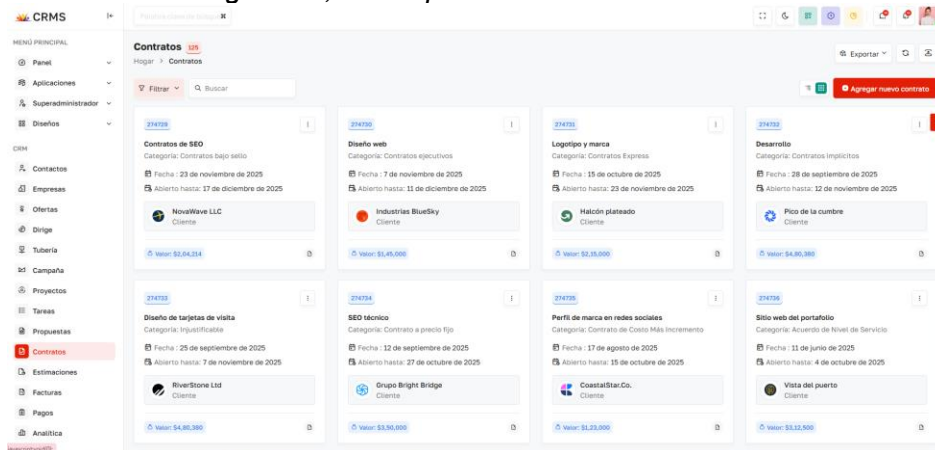 CRMS
MENÚ PRINCIPAL
Panel
Aplicaciones
Superadministrador
Diseños
CRM
Contactos
Empresas
Ofertas
Dirige
Tubería
Campaña
Proyectos
Tareas
Propuestas
Contratos
Estimaciones
Facturas
Pagos
Analítica
Contratos 125
Hogar > Contratos
Exportar
Filtrar
Buscar
Agregar nuevo contrato
274729
Contratos de SEO
Categoría: Contratos bajo sello
Fecha : 23 de noviembre de 2025
Abierto hasta: 17 de diciembre de 2025
NovaWave LLC
Cliente
Valor: $2,04,214
274730
Diseño web
Categoría: Contratos ejecutivos
Fecha : 7 de noviembre de 2025
Abierto hasta: 11 de diciembre de 2025
Industrias BlueSky
Cliente
Valor: $1,45,000
274731
Logotipo y marca
Categoría: Contratos Express
Fecha : 15 de octubre de 2025
Abierto hasta: 23 de noviembre de 2025
Halcón plateado
Cliente
Valor: $2,15,000
274732
Desarrollo
Categoría: Contratos implícitos
Fecha : 28 de septiembre de 2025
Abierto hasta: 12 de noviembre de 2025
Pico de la cumbre
Cliente
Valor: $4,80,380
274733
Diseño de tarjetas de visita
Categoría: Injustificable
Fecha : 25 de septiembre de 2025
Abierto hasta: 7 de noviembre de 2025
RiverStone Ltd
Cliente
Valor: $4,80,380
274734
SEO técnico
Categoría: Contrato a precio fijo
Fecha : 12 de septiembre de 2025
Abierto hasta: 27 de octubre de 2025
Grupo Bright Bridge
Cliente
Valor: $3,50,000
274735
Perfil de marca en redes sociales
Categoría: Contrato de Costo Más Incremento
Fecha : 17 de agosto de 2025
Abierto hasta: 15 de octubre de 2025
CoastalStar.Co.
Cliente
Valor: $1,23,000
274736
Sitio web del portafolio
Categoría: Acuerdo de Nivel de Servicio
Fecha : 11 de junio de 2025
Abierto hasta: 4 de octubre de 2025
Vista del puerto
Cliente
Valor: $3,12,500